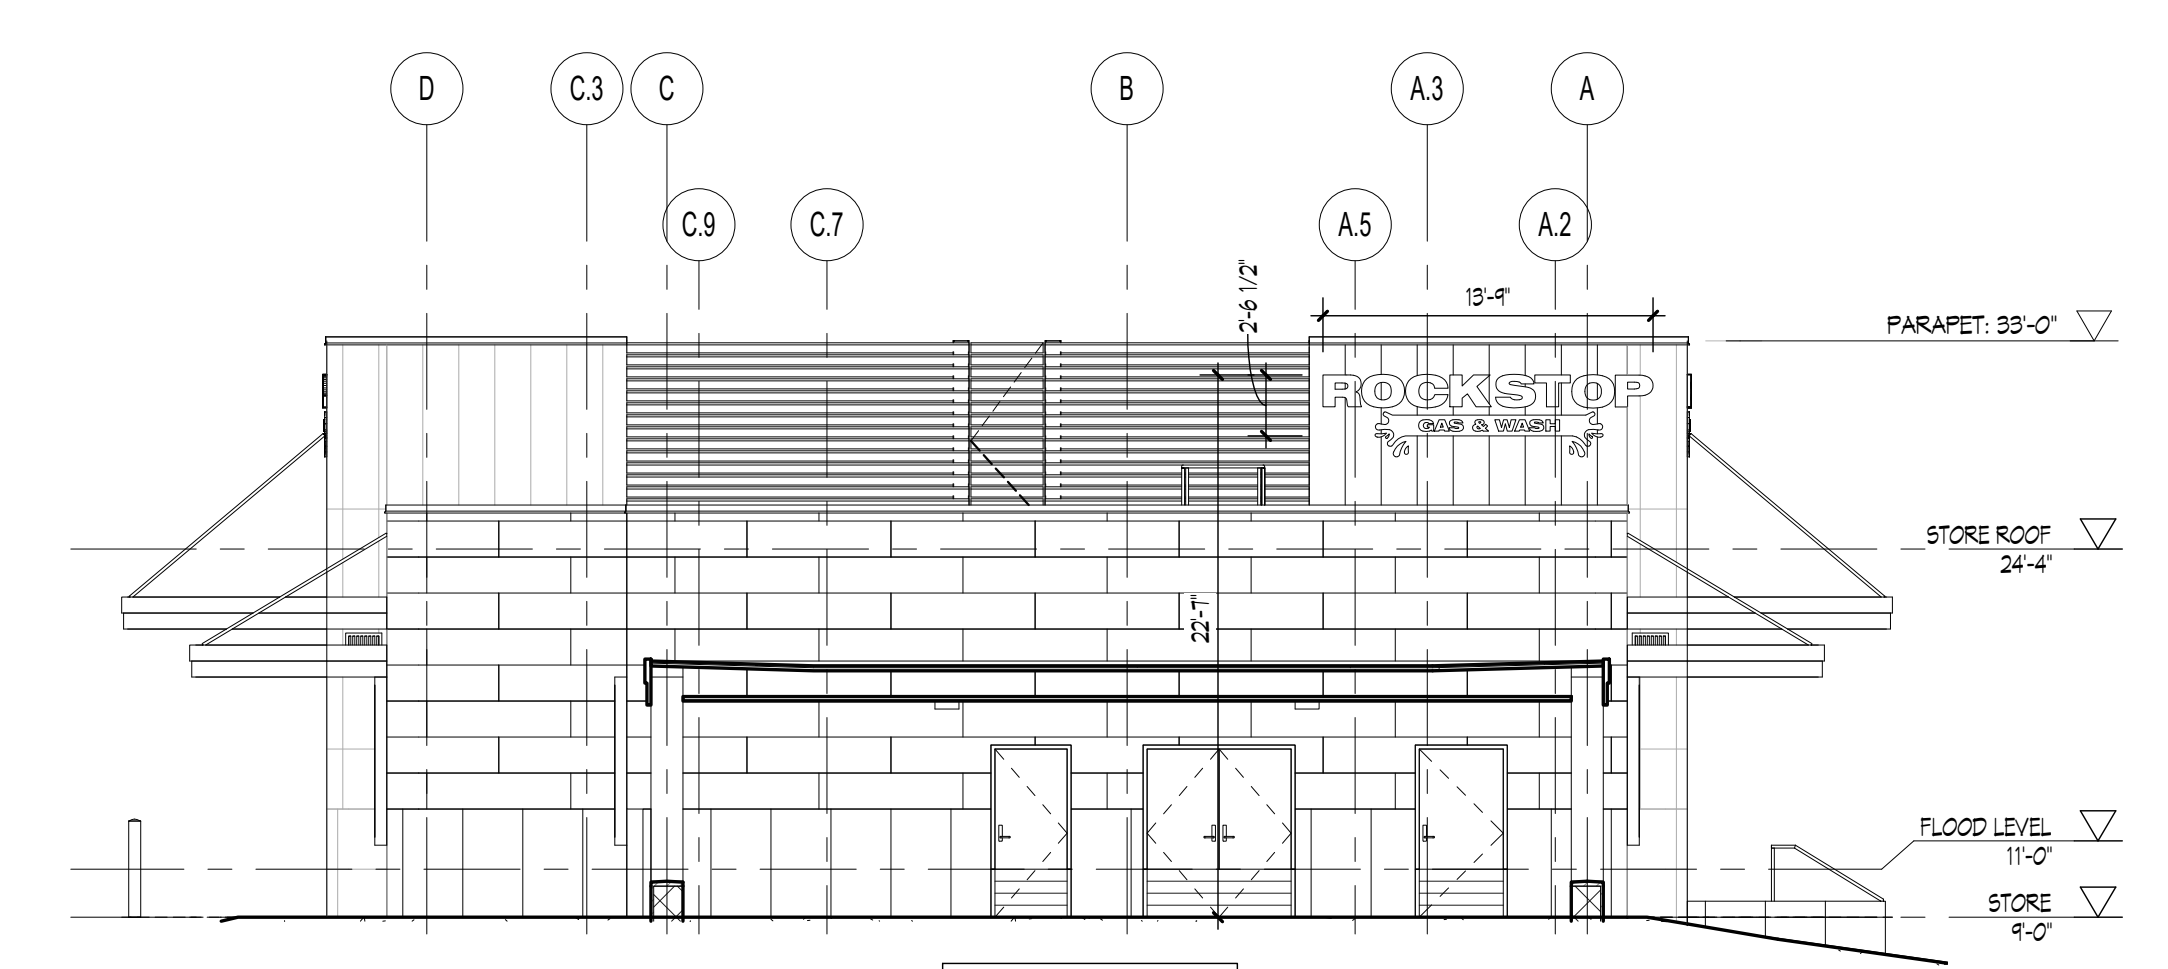 D
C.3
C
B
A.3
A
C.9
C.7
A.5
A.2
2'-6 1/2"
13'-9"
PARAPET: 33'-0"
ROCKSTOP
GAS & WASH
STORE ROOF
24'-4"
22'-7"
FLOOD LEVEL
11'-0"
STORE
9'-0"